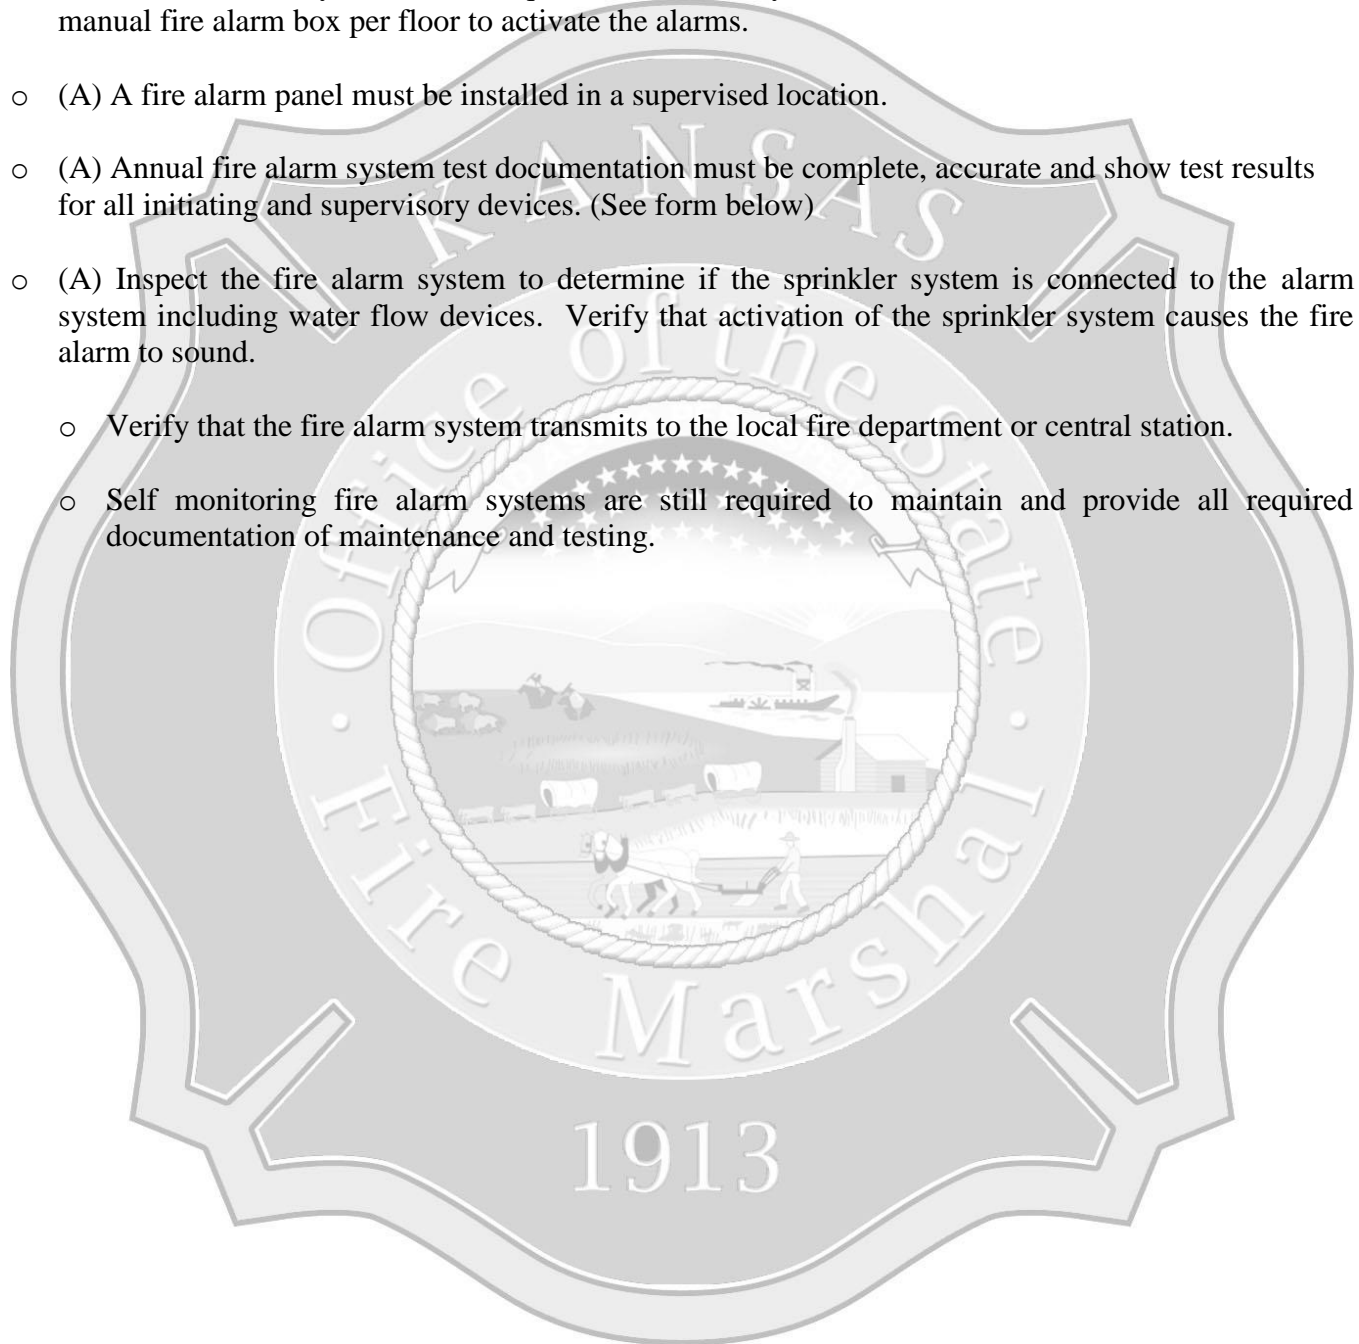 manual fire alarm box per floor to activate the alarms.
o (A) A fire alarm panel must be installed in a supervised location.
o (A) Annual fire alarm system test documentation must be complete, accurate and show test results
for all initiating and supervisory devices. (See form below)
o (A) Inspect the fire alarm system to determine if the sprinkler system is connected to the alarm
system including water flow devices. Verify that activation of the sprinkler system causes the fire
alarm to sound.
o Verify that the fire alarm system transmits to the local fire department or central station.
o Self monitoring fire alarm systems are still required to maintain and provide all required
documentation of maintenance and testing.
KANSAS
Office of the State
Fire Marshal
1913